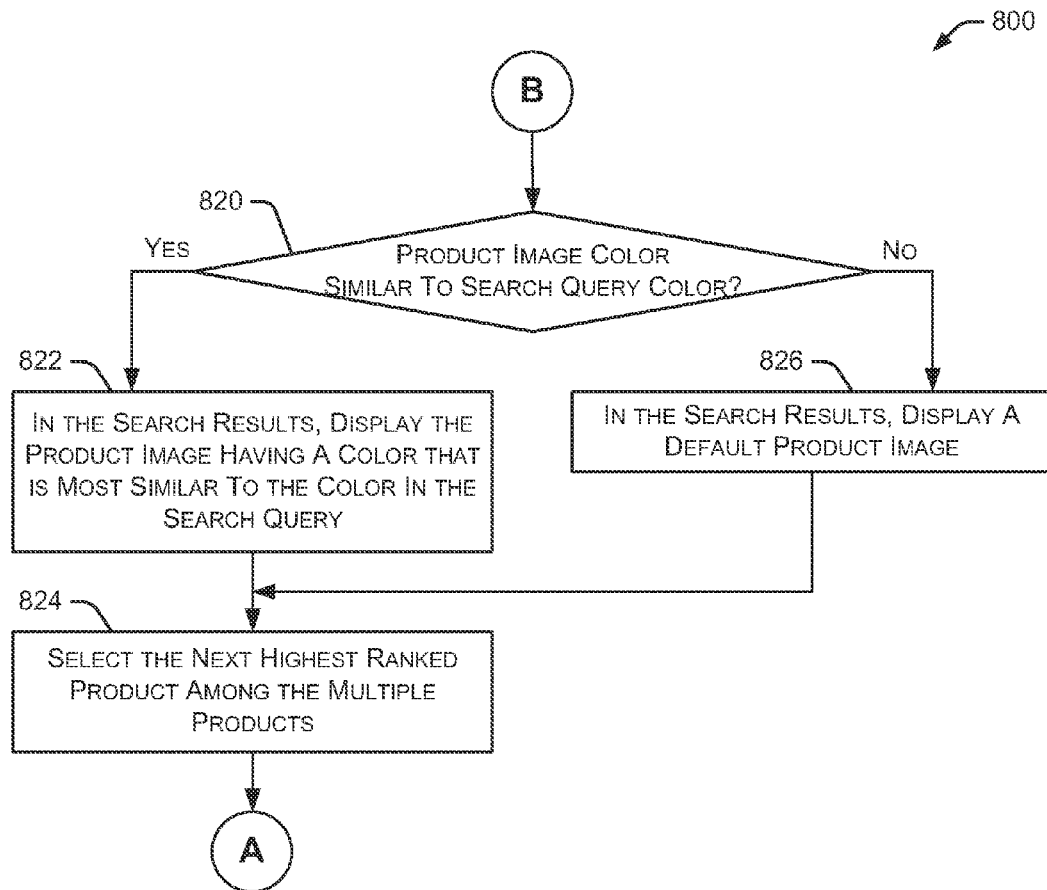 800
B
820
YES
NO
PRODUCT IMAGE COLOR
SIMILAR TO SEARCH QUERY COLOR?
822
826
IN THE SEARCH RESULTS, DISPLAY THE
PRODUCT IMAGE HAVING A COLOR THAT
IS MOST SIMILAR TO THE COLOR IN THE
SEARCH QUERY
IN THE SEARCH RESULTS, DISPLAY A
DEFAULT PRODUCT IMAGE
824
SELECT THE NEXT HIGHEST RANKED
PRODUCT AMONG THE MULTIPLE
PRODUCTS
A